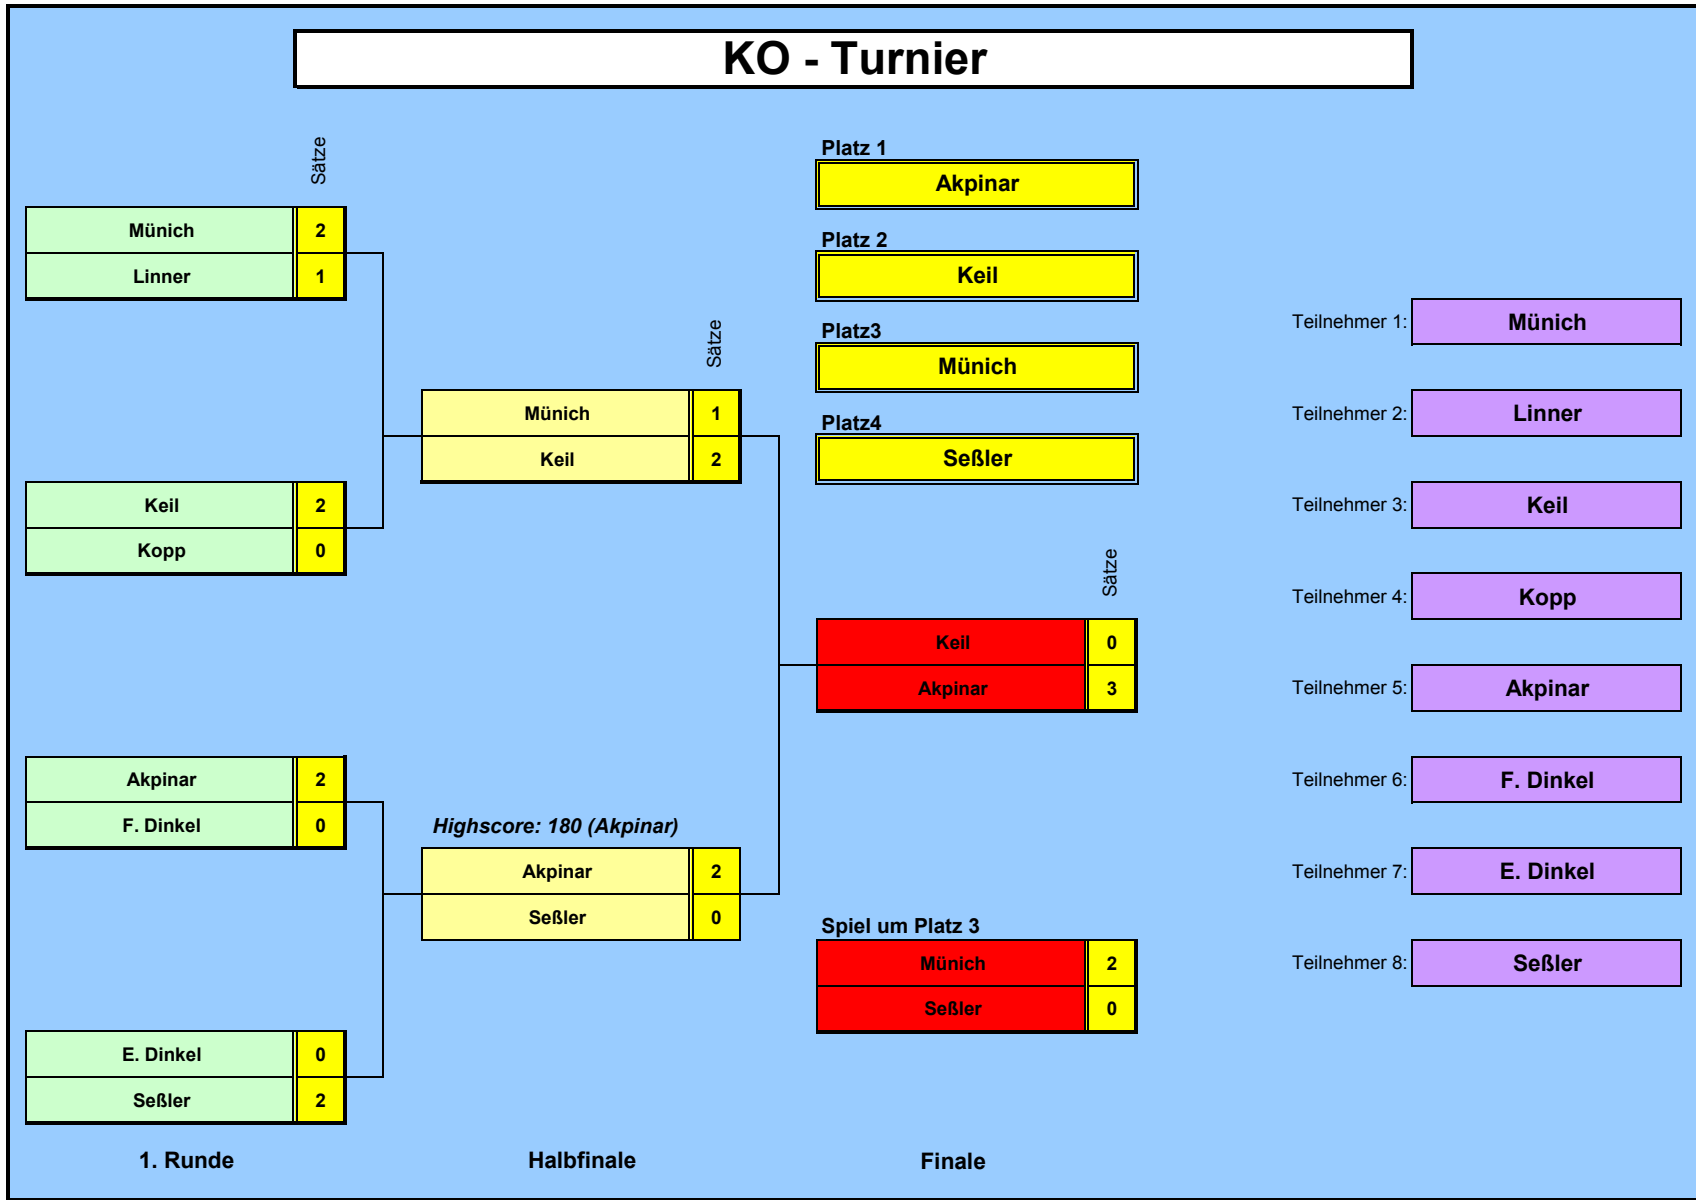 KO - Turnier
Sätze
Münich 2
Linner 1
Keil 2
Kopp 0
Akpinar 2
F. Dinkel 0
E. Dinkel 0
Seßler 2
1. Runde
Sätze
Münich 1
Keil 2
Highscore: 180 (Akpinar)
Akpinar 2
Seßler 0
Halbfinale
Platz 1
Akpinar
Platz 2
Keil
Platz3
Münich
Platz4
Seßler
Sätze
Keil 0
Akpinar 3
Spiel um Platz 3
Münich 2
Seßler 0
Finale
Teilnehmer 1: Münich
Teilnehmer 2: Linner
Teilnehmer 3: Keil
Teilnehmer 4: Kopp
Teilnehmer 5: Akpinar
Teilnehmer 6: F. Dinkel
Teilnehmer 7: E. Dinkel
Teilnehmer 8: Seßler